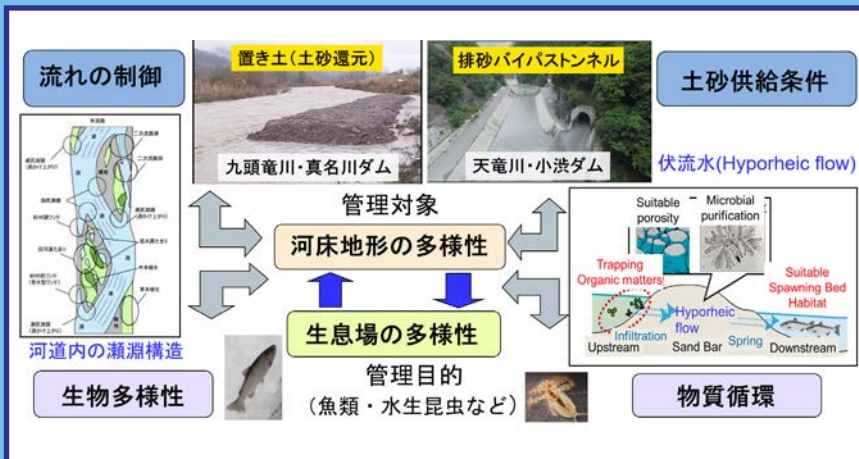 流れの制御
置き土(土砂還元)
排砂バイパストンネル
土砂供給条件
九頭竜川・真名川ダム
天竜川・小渋ダム
伏流水(Hyporheic flow)
管理対象
河床地形の多様性
生息場の多様性
管理目的
(魚類・水生昆虫など)
河道内の瀬淵構造
生物多様性
物質循環
Suitable
porosity
Microbial
purification
Trapping
Organic matters
Suitable
Spawning Bed
Habitat
Hyporheic
flow
Infiltration
Spring
Upstream
Sand Bar
Downstream